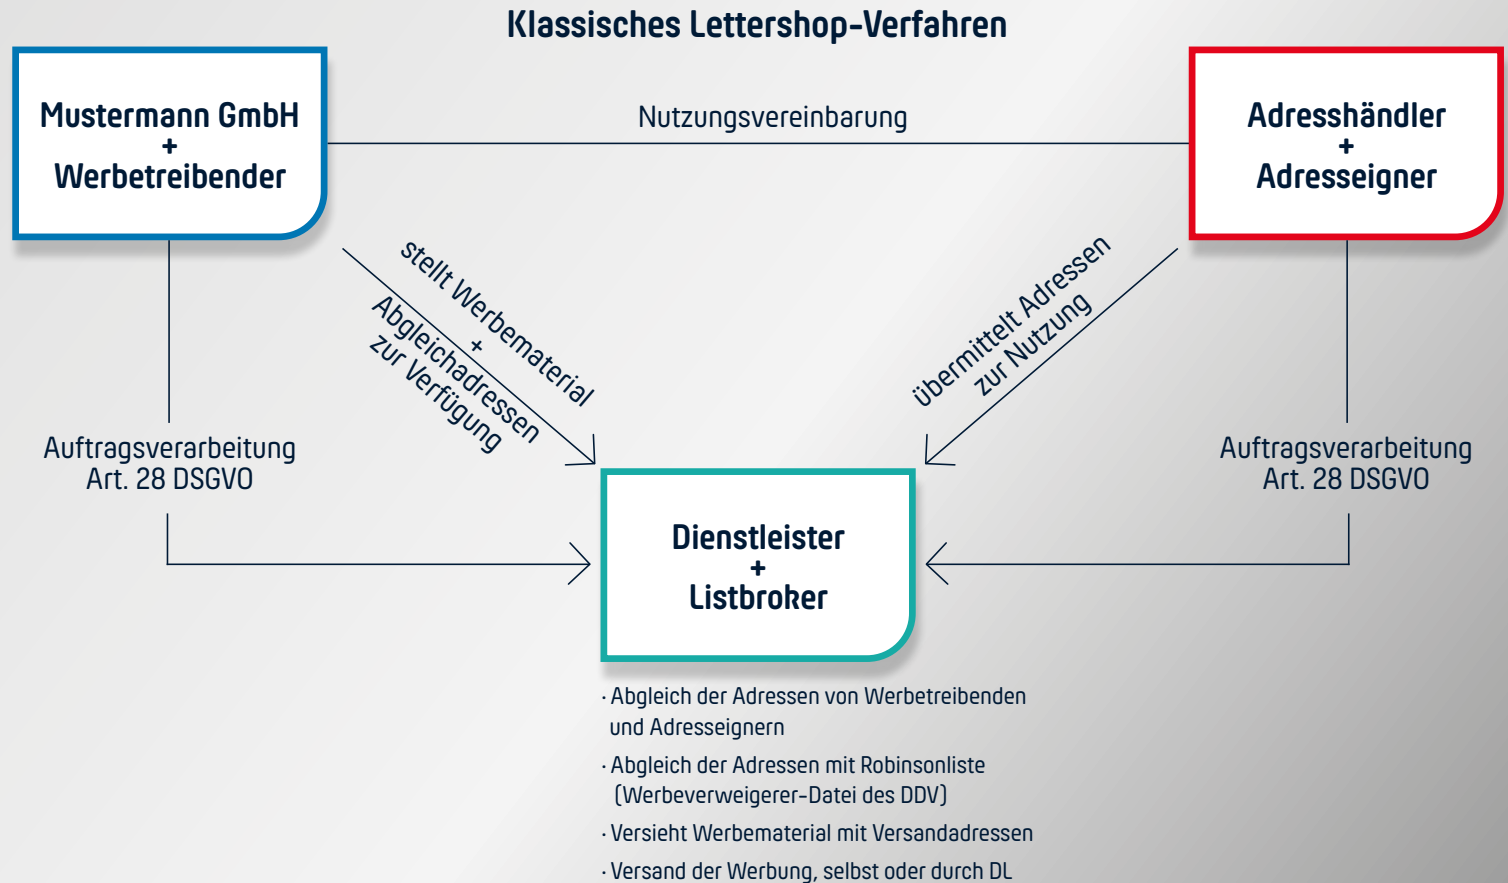 Klassisches Lettershop-Verfahren
Mustermann GmbH
+
Werbetreibender
Nutzungsvereinbarung
Adresshändler
+
Adresseigner
stellt Werbematerial
+
Abgleichadressen
zur Verfügung
übermittelt Adressen
zur Nutzung
Auftragsverarbeitung
Art. 28 DSGVO
Auftragsverarbeitung
Art. 28 DSGVO
Dienstleister
+
Listbroker
· Abgleich der Adressen von Werbetreibenden
und Adresseignern
· Abgleich der Adressen mit Robinsonliste
(Werbeverweigerer-Datei des DDV)
· Versieht Werbematerial mit Versandadressen
· Versand der Werbung, selbst oder durch DL